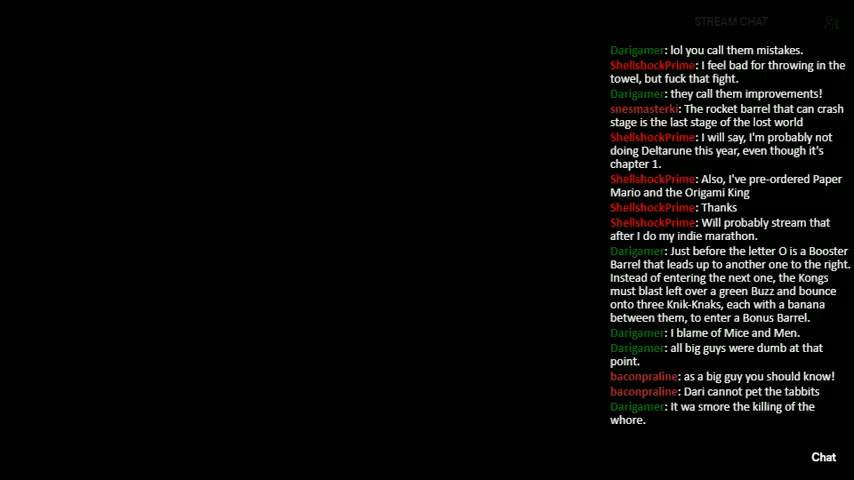 STREAM CHAT
Darigamer: lol you call them mistakes.
ShellshockPrime: I feel bad for throwing in the
towel, but fuck that fight.
Darigamer: they call them improvements!
snesmasterki: The rocket barrel that can crash
stage is the last stage of the lost world
ShellshockPrime: I will say, I'm probably not
doing Deltarune this year, even though it's
chapter 1.
ShellshockPrime: Also, I've pre-ordered Paper
Mario and the Origami King
ShellshockPrime: Thanks
ShellshockPrime: Will probably stream that
after I do my indie marathon.
Darigamer: Just before the letter O is a Booster
Barrel that leads up to another one to the right.
Instead of entering the next one, the Kongs
must blast left over a green Buzz and bounce
onto three Knik-Knaks, each with a banana
between them, to enter a Bonus Barrel.
Darigamer: I blame of Mice and Men.
Darigamer: all big guys were dumb at that
point.
baconpraline: as a big guy you should know!
baconpraline: Dari cannot pet the tabbits
Darigamer: It wa smore the killing of the
whore.
Chat